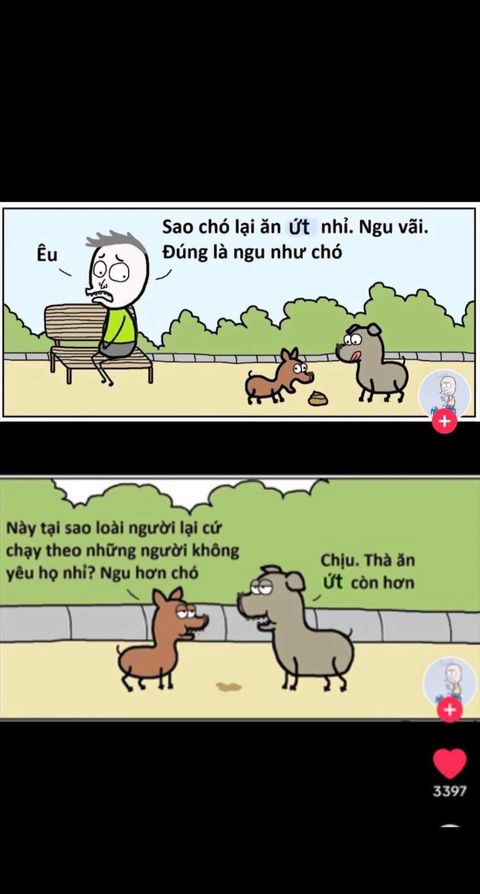 Êu
Sao chó lại ăn ứt nhỉ. Ngu vãi.
Đúng là ngu như chó
Này tại sao loài người lại cứ
chạy theo những người không
yêu họ nhỉ? Ngu hơn chó
Chịu. Thà ăn
ứt còn hơn
3397